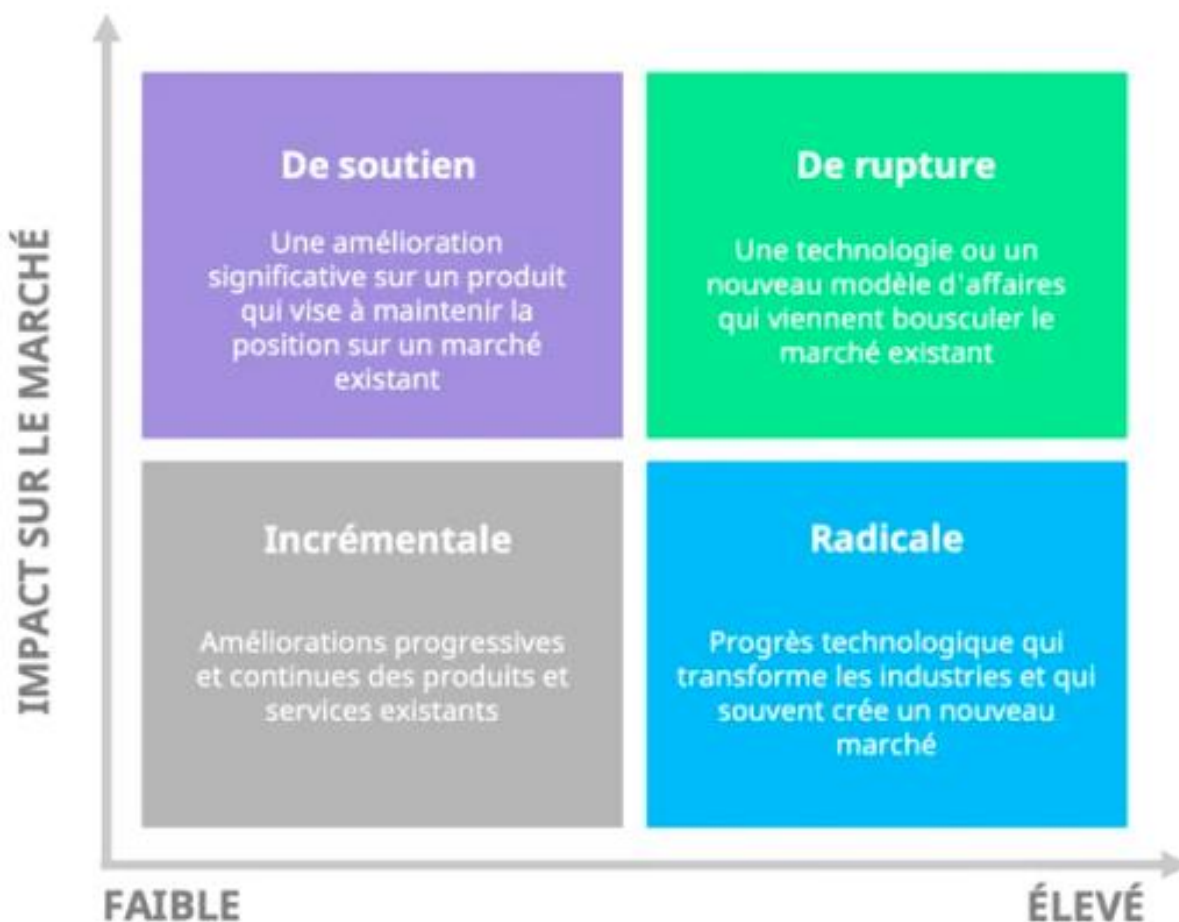 IMPACT SUR LE MARCHÉ
De soutien
Une amélioration
significative sur un produit
qui vise à maintenir la
position sur un marché
existant
De rupture
Une technologie ou un
nouveau modèle d'affaires
qui viennent bousculer le
marché existant
Incrémentale
Améliorations progressives
et continues des produits et
services existants
Radicale
Progrès technologique qui
transforme les industries et qui
souvent crée un nouveau
marché
FAIBLE
ÉLEVÉ